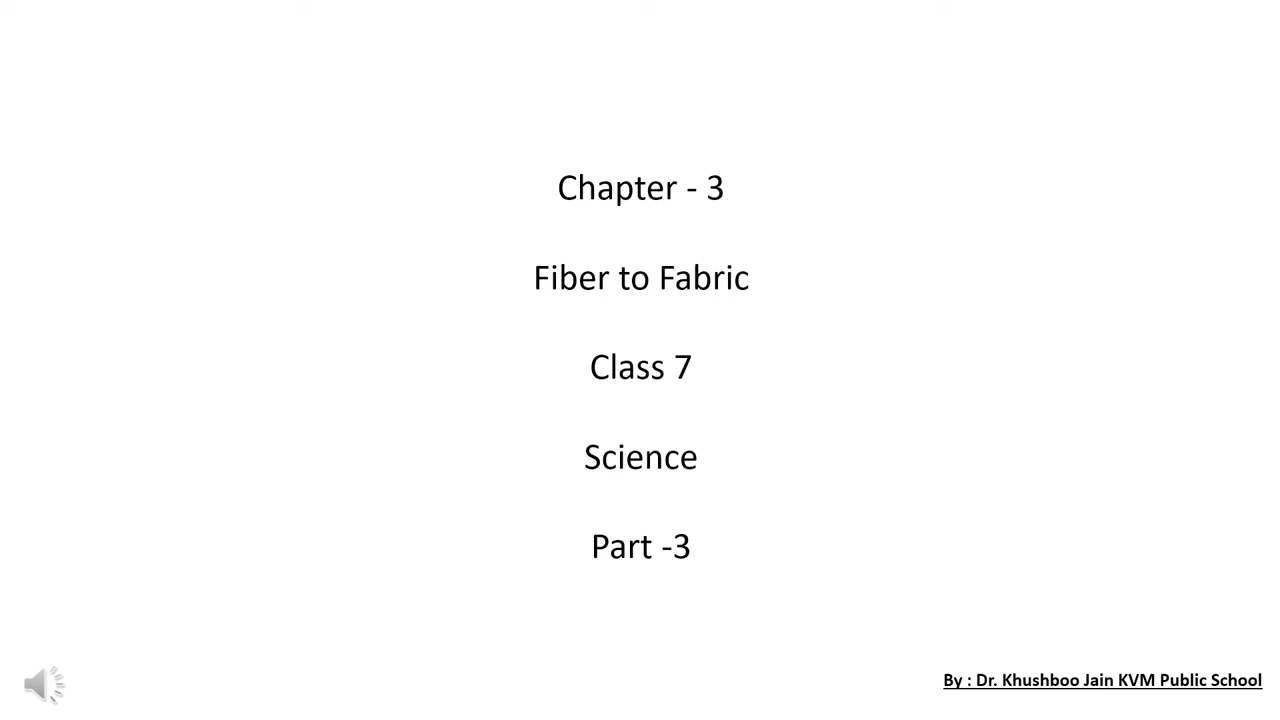 Chapter - 3
Fiber to Fabric
Class 7
Science
Part -3
By : Dr. Khushboo Jain KVM Public School